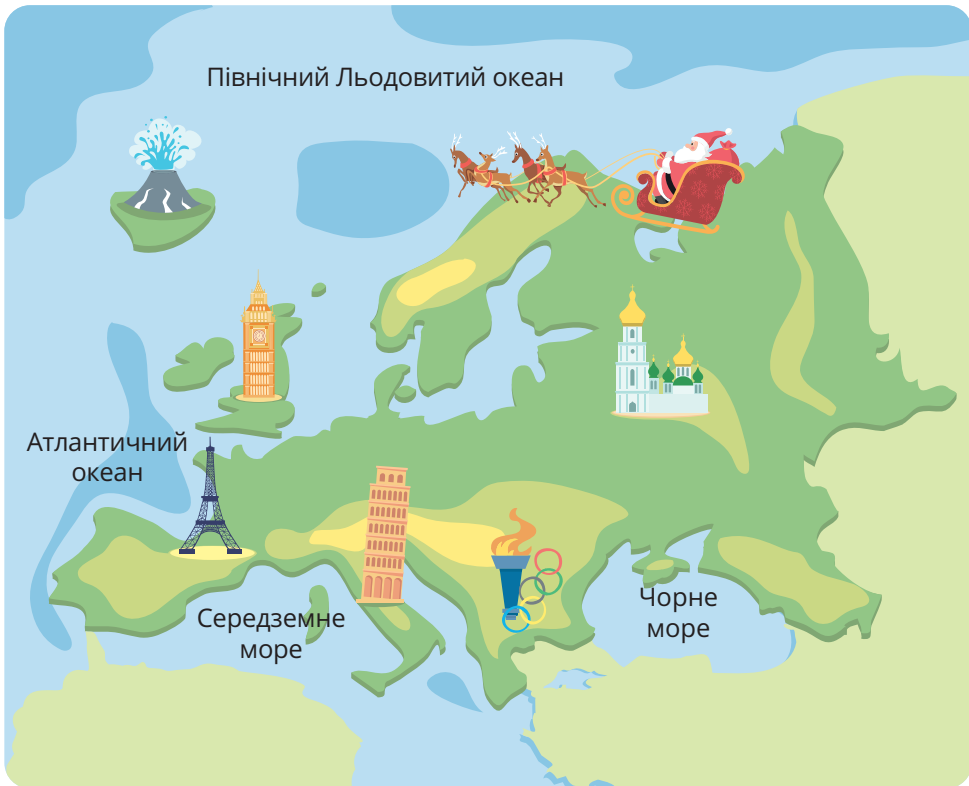 Північний Льодовитий океан
Атлантичний
океан
Середземне
море
Чорне
море